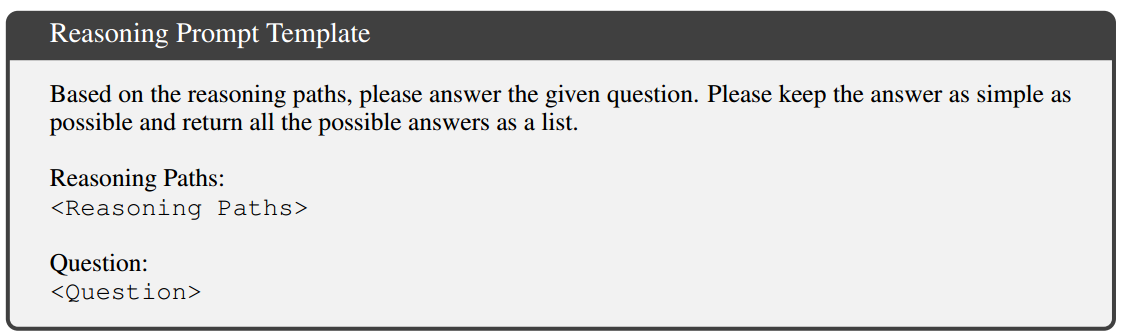 Reasoning Prompt Template
Based on the reasoning paths, please answer the given question. Please keep the answer as simple as
possible and return all the possible answers as a list.
Reasoning Paths:
<Reasoning Paths>
Question:
<Question>